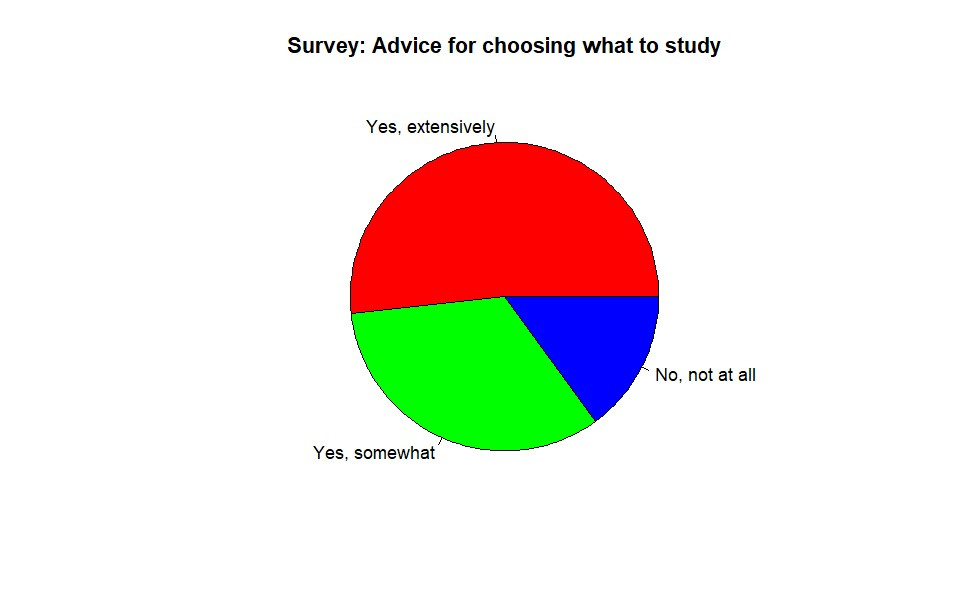 Survey: Advice for choosing what to study
Yes, extensively
No, not at all
Yes, somewhat